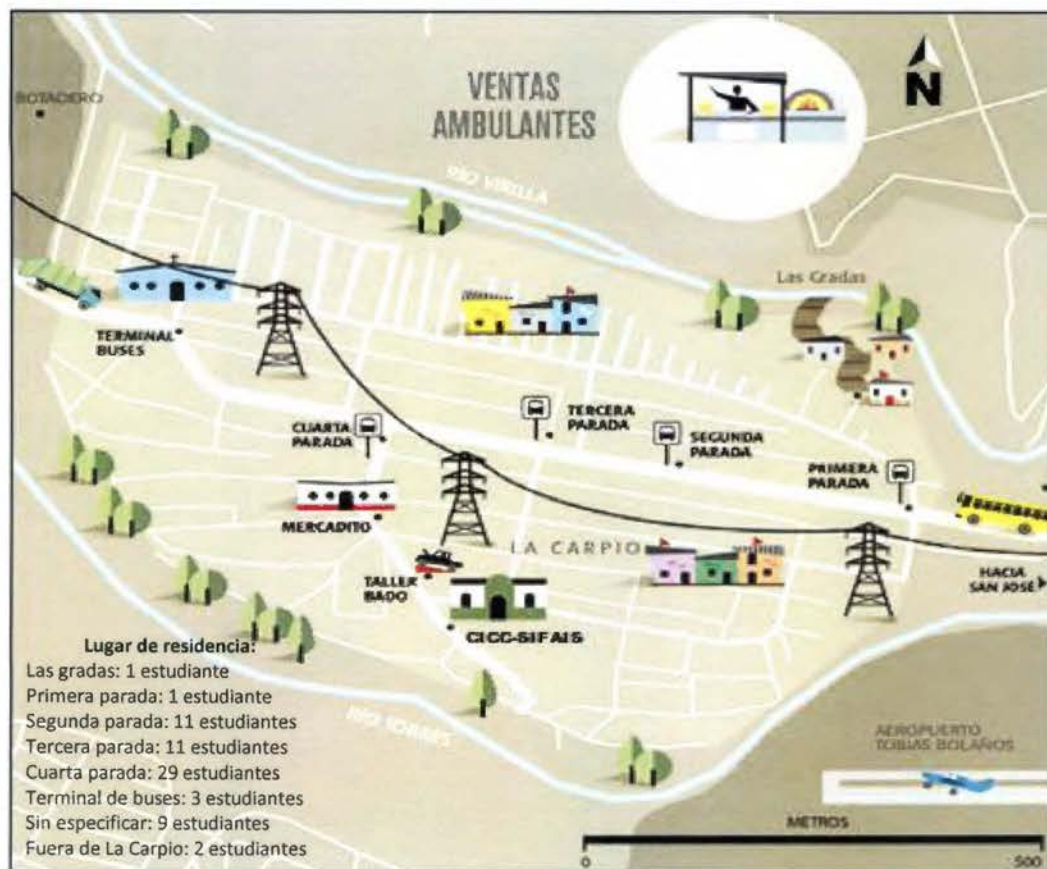 BOTADERO
VENTAS
AMBULANTES
N
RÍO VIRILLA
Las Gradas
TERMINAL
BUSES
CUARTA
PARADA
TERCERA
PARADA
SEGUNDA
PARADA
PRIMERA
PARADA
MERCADITO
LA CARPIO
TALLER
BADO
HACIA
SAN JOSÉ
CICC-SIFAIS
Lugar de residencia:
Las gradas: 1 estudiante
Primera parada: 1 estudiante
Segunda parada: 11 estudiantes
Tercera parada: 11 estudiantes
Cuarta parada: 29 estudiantes
Terminal de buses: 3 estudiantes
Sin especificar: 9 estudiantes
Fuera de La Carpio: 2 estudiantes
RÍO TORRES
AEROPUERTO
TOBIAS BOLAÑOS
METROS
0 500